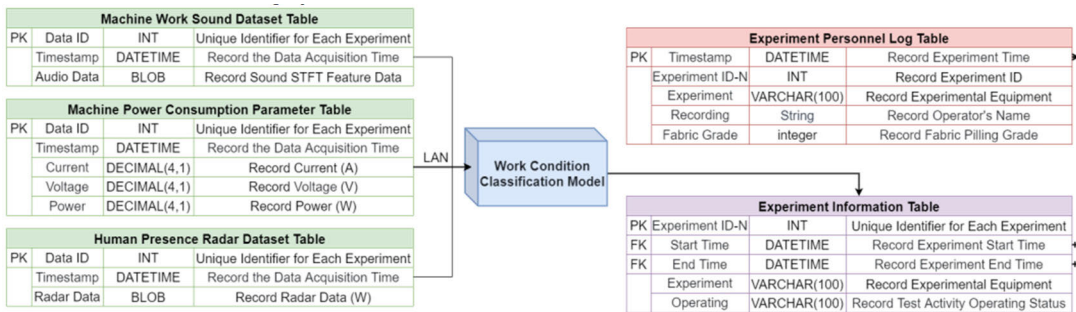 Machine Work Sound Dataset Table
PK Data ID INT Unique Identifier for Each Experiment
Timestamp DATETIME Record the Data Acquisition Time
Audio Data BLOB Record Sound STFT Feature Data
Machine Power Consumption Parameter Table
PK Data ID INT Unique Identifier for Each Experiment
Timestamp DATETIME Record the Data Acquisition Time
Current DECIMAL(4,1) Record Current (A)
Voltage DECIMAL(4,1) Record Voltage (V)
Power DECIMAL(4,1) Record Power (W)
Human Presence Radar Dataset Table
PK Data ID INT Unique Identifier for Each Experiment
Timestamp DATETIME Record the Data Acquisition Time
Radar Data BLOB Record Radar Data (W)
LAN
Work Condition
Classification Model
Experiment Personnel Log Table
PK Timestamp DATETIME Record Experiment Time
Experiment ID-N INT Record Experiment ID
Experiment VARCHAR(100) Record Experimental Equipment
Recording String Record Operator's Name
Fabric Grade integer Record Fabric Pilling Grade
Experiment Information Table
PK Experiment ID-N INT Unique Identifier for Each Experiment
FK Start Time DATETIME Record Experiment Start Time
FK End Time DATETIME Record Experiment End Time
Experiment VARCHAR(100) Record Experimental Equipment
Operating VARCHAR(100) Record Test Activity Operating Status